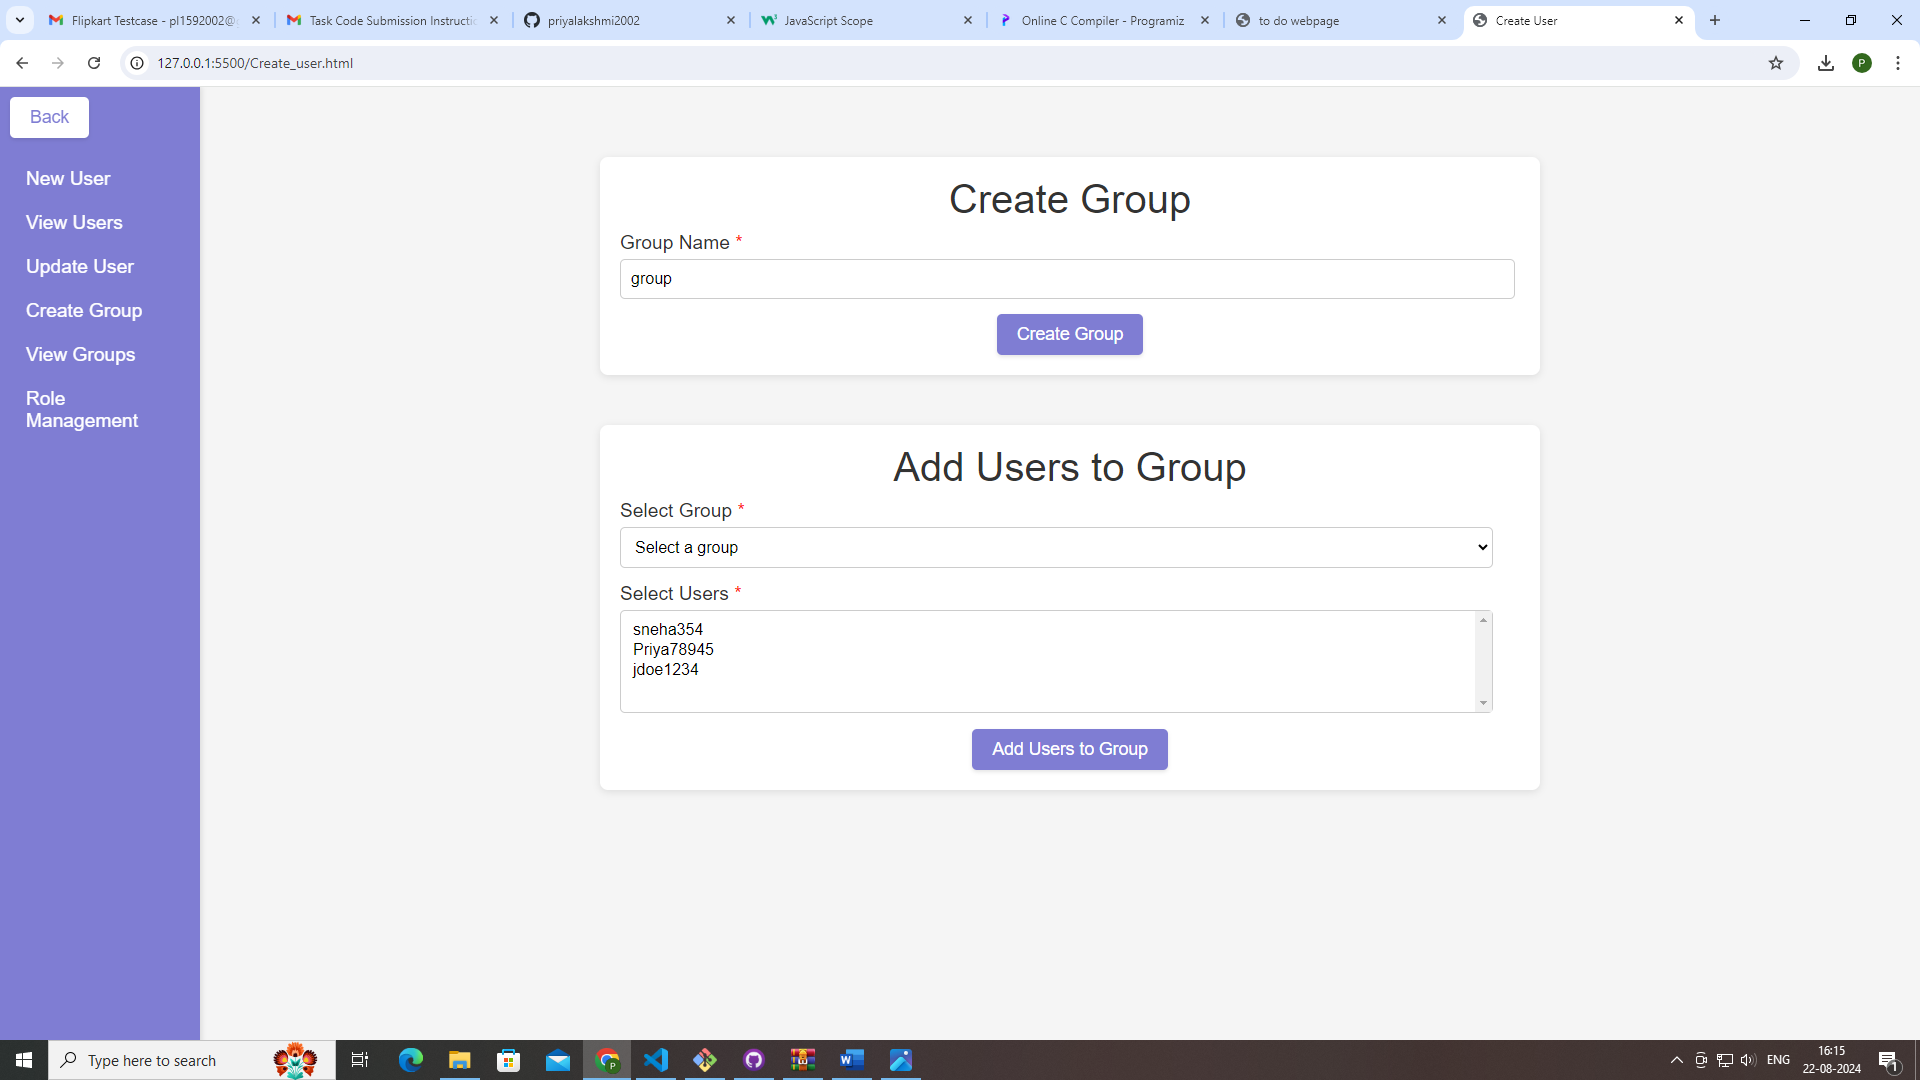 Flipkart Testcase - pl1592002@g
Task Code Submission Instructic
priyalakshmi2002
JavaScript Scope
Online C Compiler - Programiz
to do webpage
Create User
127.0.0.1:5500/Create_user.html
P
Back
New User
View Users
Update User
Create Group
View Groups
Role
Management
Create Group
Group Name *
group
Create Group
Add Users to Group
Select Group *
Select a group
Select Users *
sneha354
Priya78945
jdoe1234
Add Users to Group
Type here to search
ENG
16:15
22-08-2024
1